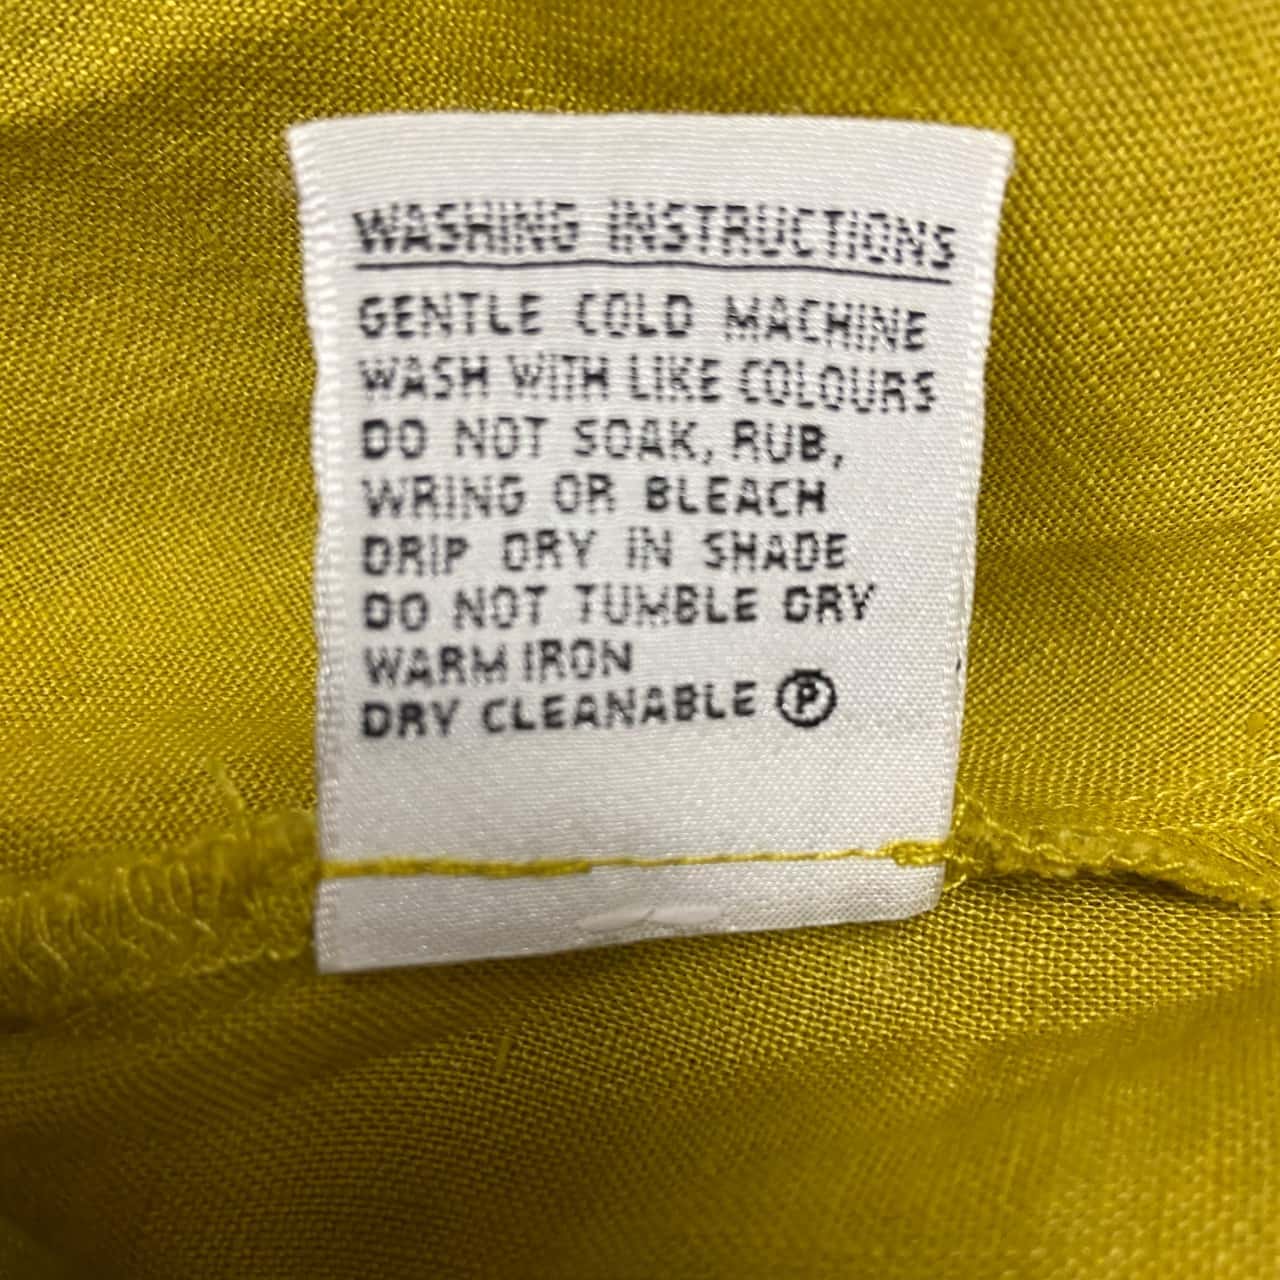 WASHING INSTRUCTIONS
GENTLE COLD MACHINE
WASH WITH LIKE COLOURS
DO NOT SOAK, RUB,
WRING OR BLEACH
DRIP DRY IN SHADE
DO NOT TUMBLE DRY
WARM IRON
DRY CLEANABLE Ⓟ